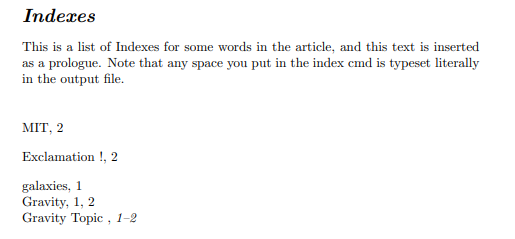 Indexes
This is a list of Indexes for some words in the article, and this text is inserted
as a prologue. Note that any space you put in the index cmd is typeset literally
in the output file.
MIT, 2
Exclamation !, 2
galaxies, 1
Gravity, 1, 2
Gravity Topic , 1–2